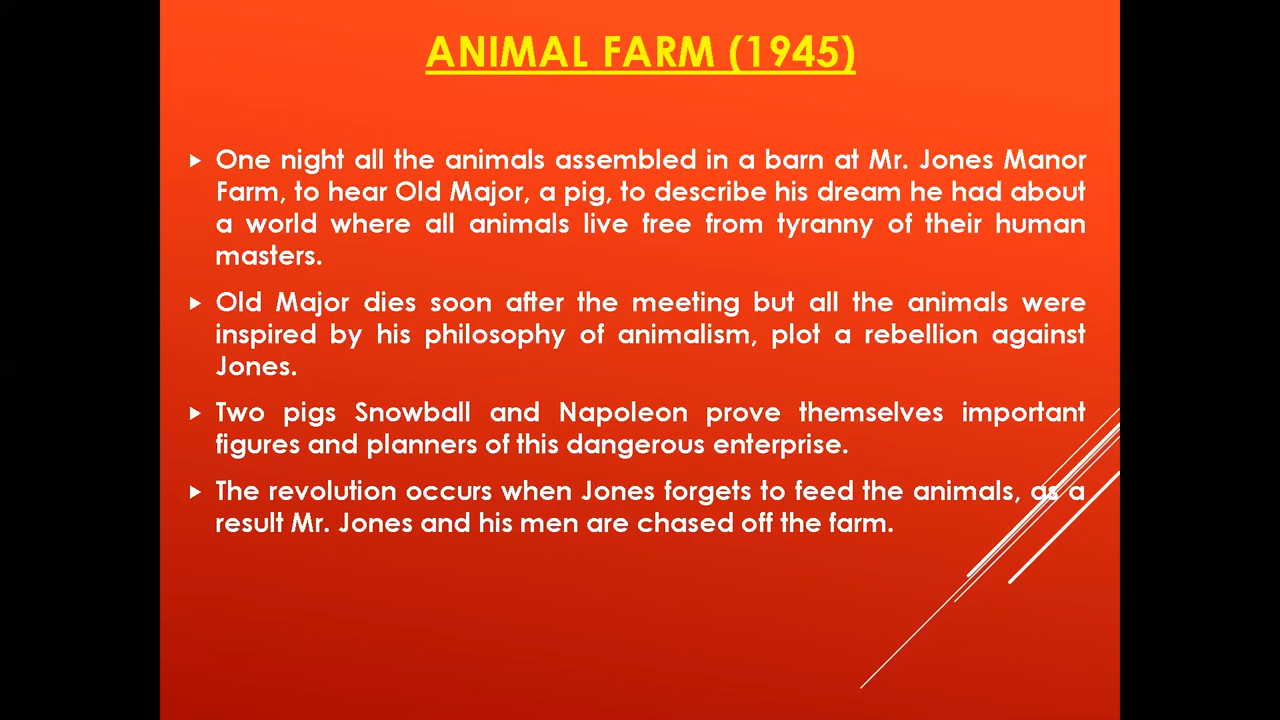 ANIMAL FARM (1945)
One night all the animals assembled in a barn at Mr. Jones Manor
Farm, to hear Old Major, a pig, to describe his dream he had about
a world where all animals live free from tyranny of their human
masters.
Old Major dies soon after the meeting but all the animals were
inspired by his philosophy of animalism, plot a rebellion against
Jones.
Two pigs Snowball and Napoleon prove themselves important
figures and planners of this dangerous enterprise.
The revolution occurs when Jones forgets to feed the animals, as a
result Mr. Jones and his men are chased off the farm.